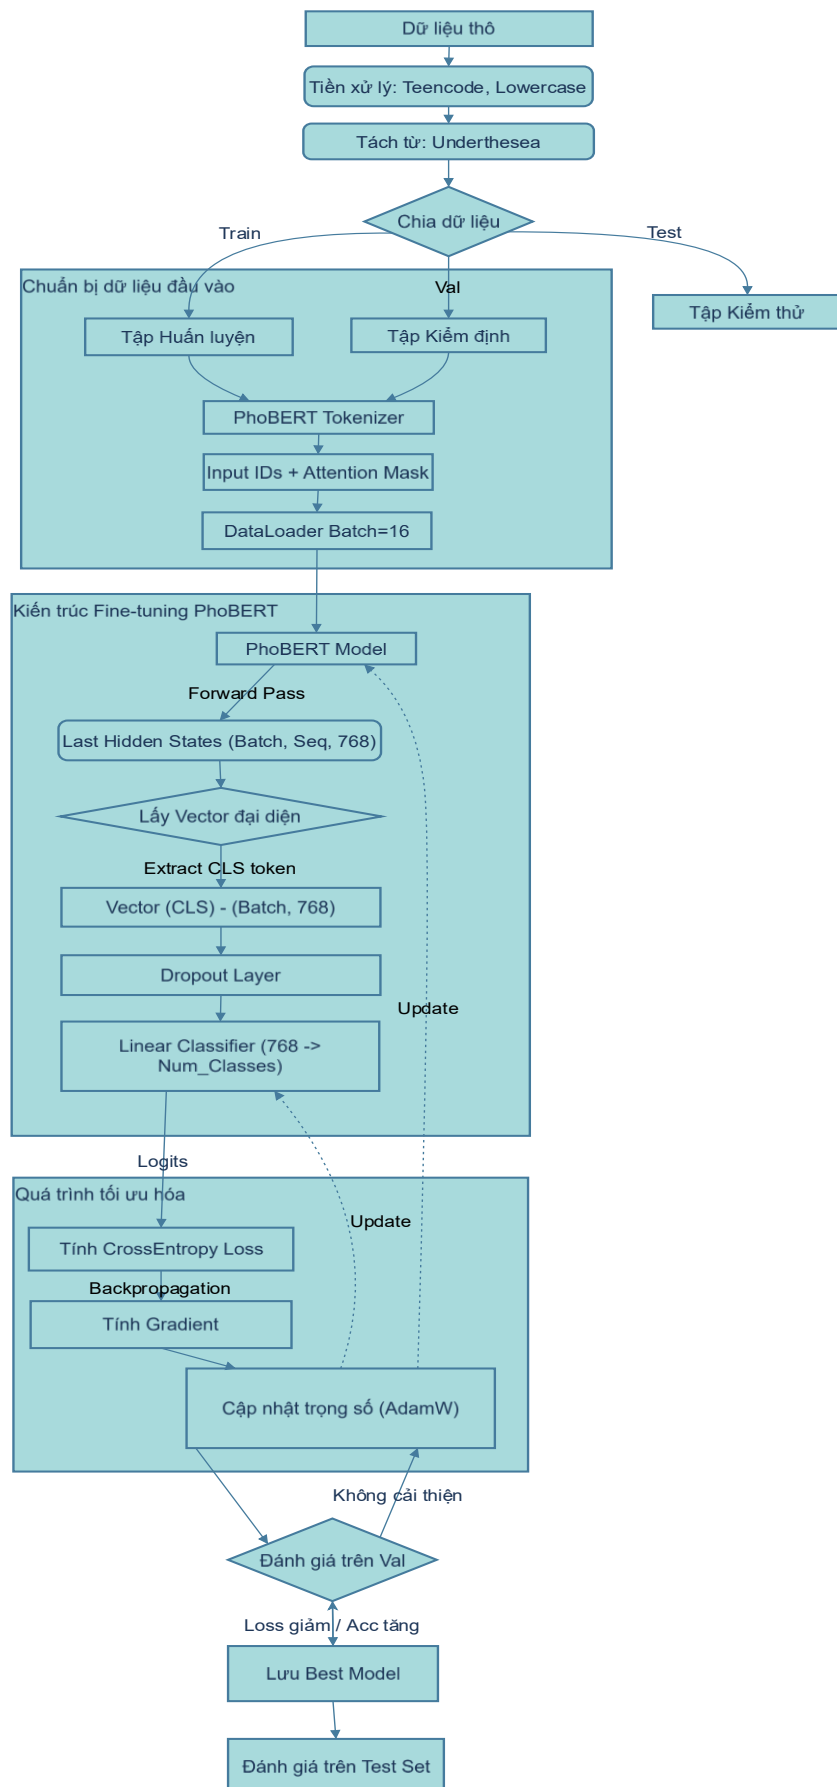 Dữ liệu thô
Tiền xử lý: Teencode, Lowercase
Tách từ: Underthesea
Chia dữ liệu
Train
Test
Chuẩn bị dữ liệu đầu vào
Val
Tập Kiểm thử
Tập Huấn luyện
Tập Kiểm định
PhoBERT Tokenizer
Input IDs + Attention Mask
DataLoader Batch=16
Kiến trúc Fine-tuning PhoBERT
PhoBERT Model
Forward Pass
Last Hidden States (Batch, Seq, 768)
Lấy Vector đại diện
Extract CLS token
Vector (CLS) - (Batch, 768)
Dropout Layer
Update
Linear Classifier (768 ->
Num_Classes)
Logits
Quá trình tối ưu hóa
Update
Tính CrossEntropy Loss
Backpropagation
Tính Gradient
Cập nhật trọng số (AdamW)
Không cải thiện
Đánh giá trên Val
Loss giảm / Acc tăng
Lưu Best Model
Đánh giá trên Test Set